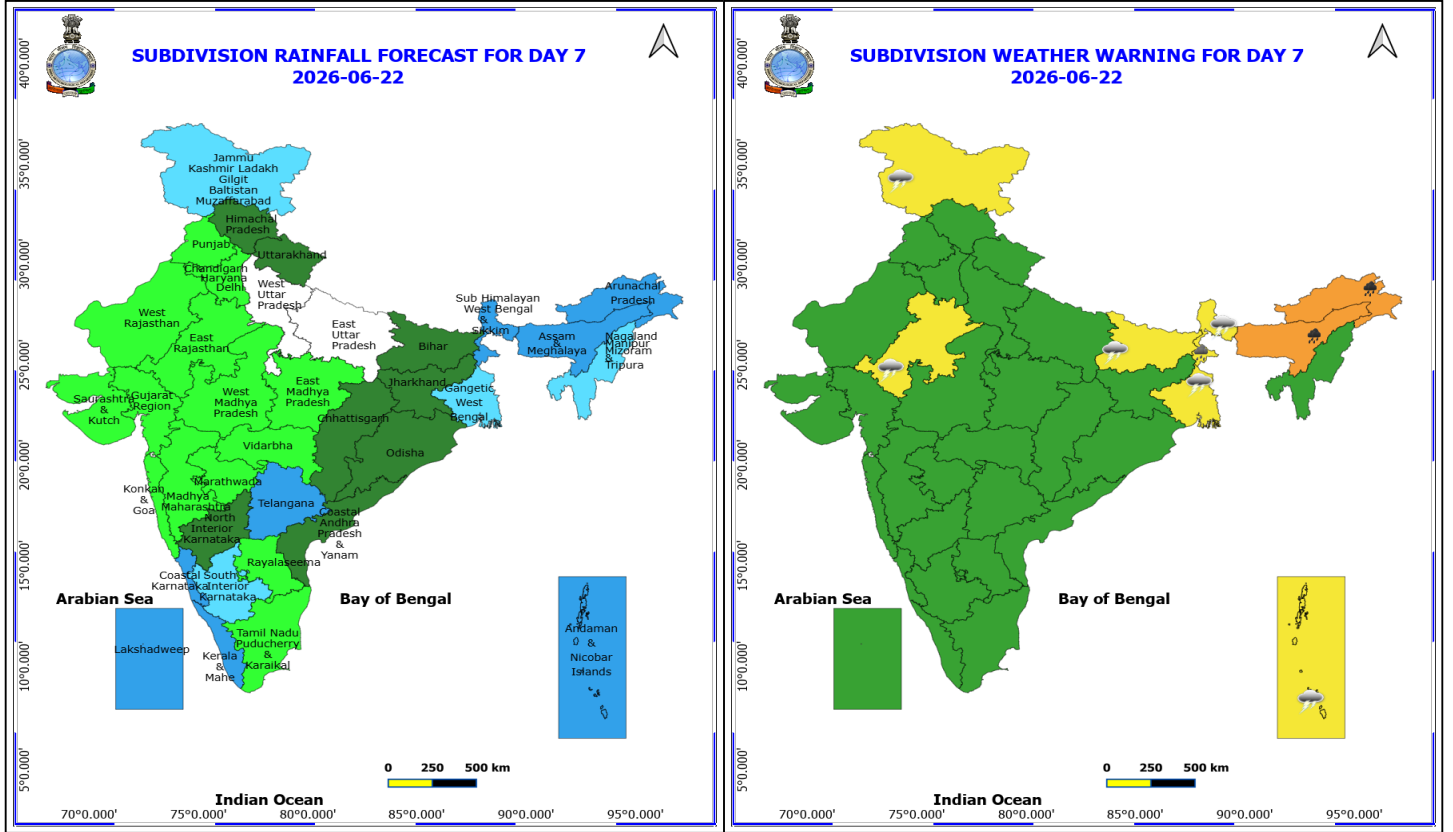 SUBDIVISION RAINFALL FORECAST FOR DAY 7
2026-06-22
40°0.000'
35°0.000'
30°0.000'
25°0.000'
20°0.000'
15°0.000'
10°0.000'
5°0.000'
Jammu
Kashmir Ladakh
Gilgit
Baltistan
Muzaffarabad
Himachal
Pradesh
Punjab
Uttarakhand
Chandigarh
Haryana
Delhi
West
Uttar
Pradesh
Arunachal
Pradesh
Sub Himalayan
West Bengal
&
Sikkim
West
Rajasthan
East
Rajasthan
East
Uttar
Pradesh
Bihar
Assam
&
Meghalaya
Nagaland
Manipur
Mizoram
&
Tripura
Jharkhand
Gangetic
West
Bengal
East
Madhya
Pradesh
West
Madhya
Pradesh
Gujarat
Region
Saurashtra
&
Kutch
Chhattisgarh
Vidarbha
Odisha
Marathwada
Konkan
&
Goa
Madhya
Maharashtra
Telangana
North
Interior
Karnataka
Coastal
Andhra
Pradesh
&
Yanam
Rayalaseema
Coastal
Karnataka
South
Interior
Karnataka
Arabian Sea
Bay of Bengal
Lakshadweep
Kerala
&
Mahe
Tamil Nadu
Puducherry
&
Karaikal
Andaman
&
Nicobar
Islands
0 250 500 km
Indian Ocean
70°0.000' 75°0.000' 80°0.000' 85°0.000' 90°0.000' 95°0.000'
SUBDIVISION WEATHER WARNING FOR DAY 7
2026-06-22
40°0.000'
35°0.000'
30°0.000'
25°0.000'
20°0.000'
15°0.000'
10°0.000'
5°0.000'
Arabian Sea
Bay of Bengal
0 250 500 km
Indian Ocean
70°0.000' 75°0.000' 80°0.000' 85°0.000' 90°0.000' 95°0.000'